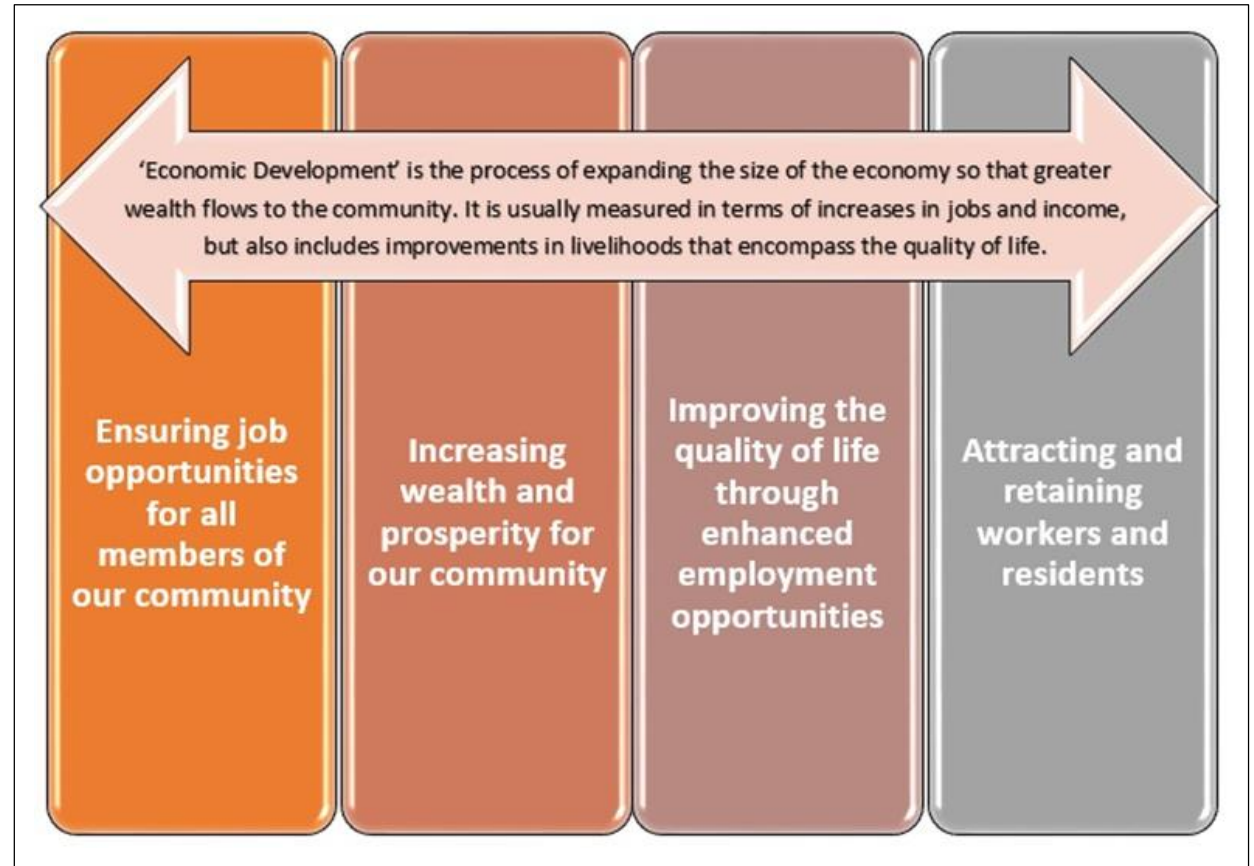 ‘Economic Development’ is the process of expanding the size of the economy so that greater
wealth flows to the community. It is usually measured in terms of increases in jobs and income,
but also includes improvements in livelihoods that encompass the quality of life.
Ensuring job
opportunities
for all
members of
our community
Increasing
wealth and
prosperity for
our community
Improving the
quality of life
through
enhanced
employment
opportunities
Attracting and
retaining
workers and
residents